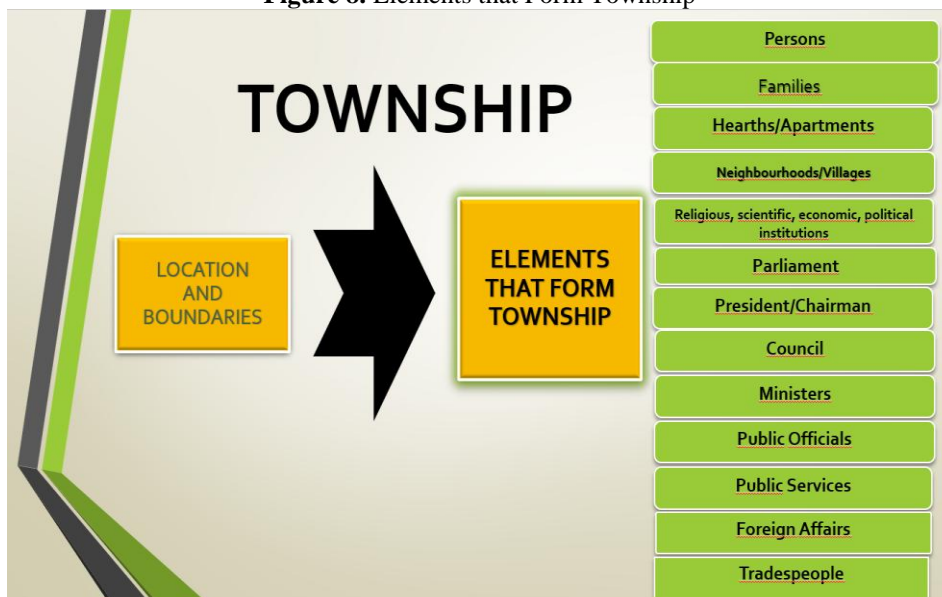 Figure 8. Elements that Form Township
TOWNSHIP
LOCATION
AND
BOUNDARIES
ELEMENTS
THAT FORM
TOWNSHIP
Persons
Families
Hearths/Apartments
Neighbourhoods/Villages
Religious, scientific, economic, political
institutions
Parliament
President/Chairman
Council
Ministers
Public Officials
Public Services
Foreign Affairs
Tradespeople